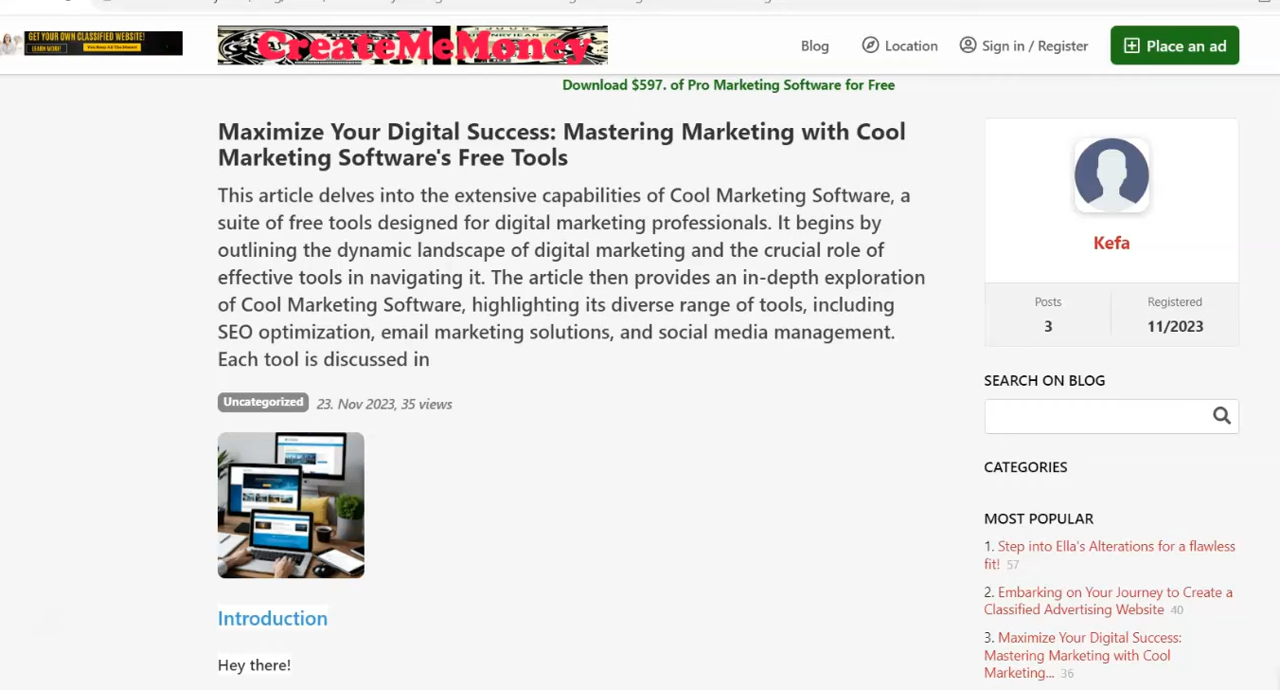 GET YOUR OWN CLASSIFIED WEBSITE!
LEARN MORE!
You Keep All The Money!
CreateMeMoney
Blog
Location
Sign in / Register
Place an ad
Download $597. of Pro Marketing Software for Free
Maximize Your Digital Success: Mastering Marketing with Cool
Marketing Software's Free Tools
This article delves into the extensive capabilities of Cool Marketing Software, a
suite of free tools designed for digital marketing professionals. It begins by
outlining the dynamic landscape of digital marketing and the crucial role of
effective tools in navigating it. The article then provides an in-depth exploration
of Cool Marketing Software, highlighting its diverse range of tools, including
SEO optimization, email marketing solutions, and social media management.
Each tool is discussed in
Uncategorized
23. Nov 2023, 35 views
Introduction
Hey there!
Kefa
Posts
3
Registered
11/2023
SEARCH ON BLOG
CATEGORIES
MOST POPULAR
1. Step into Ella's Alterations for a flawless
fit! 57
2. Embarking on Your Journey to Create a
Classified Advertising Website 40
3. Maximize Your Digital Success:
Mastering Marketing with Cool
Marketing... 36